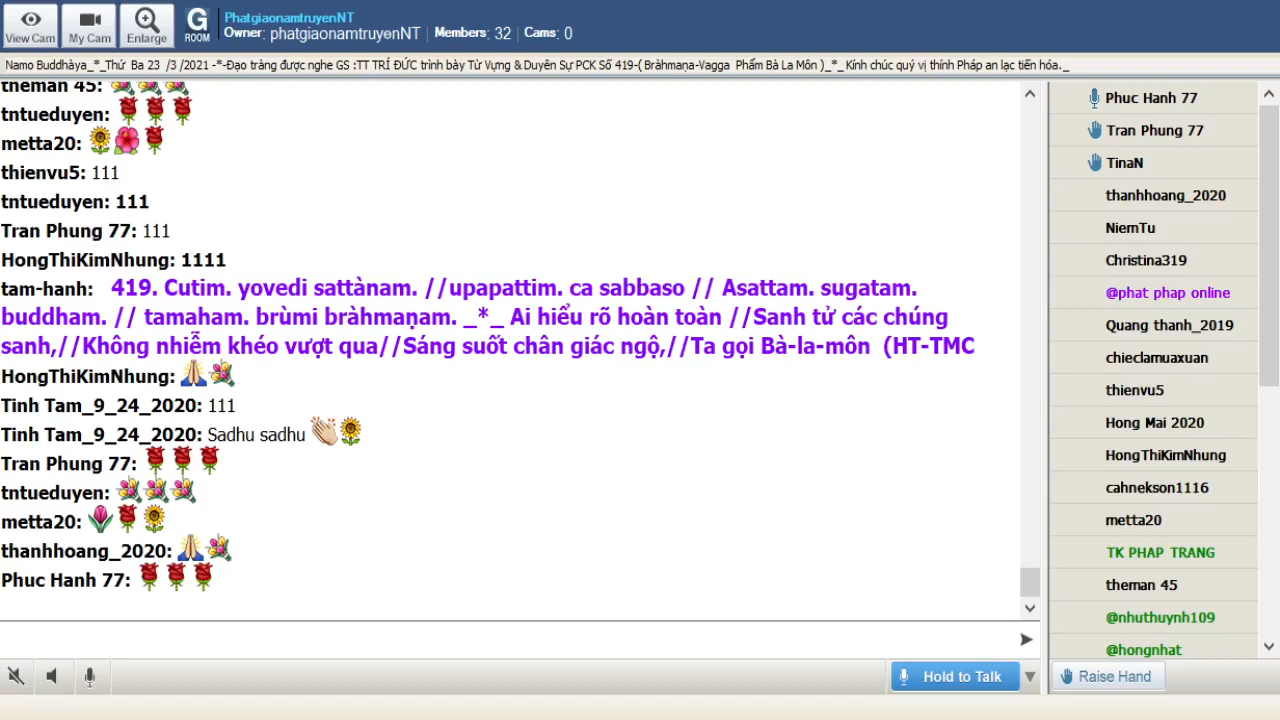 View Cam
My Cam
Enlarge
G
ROOM
PhatgiaonamtruyenNT
Owner: phatgiaonamtruyenNT | Members: 32 | Cams: 0
Namo Buddhàya_*_Thứ Ba 23 /3 /2021 -*-Đạo tràng được nghe GS :TT TRÍ ĐỨC trình bày Từ Vựng & Duyên Sự PCK Số 419-( Bràhmaṇa-Vagga Phẩm Bà La Môn )_*_ Kính chúc quý vị thính Pháp an lạc tiến hóa._
theman 45:
tntueduyen:
metta20:
thienvu5: 111
tntueduyen: 111
Tran Phung 77: 111
HongThiKimNhung: 1111
tam-hanh: 419. Cutim. yovedi sattànam. //upapattim. ca sabbaso // Asattam. sugatam.
buddham. // tamaham. brùmi bràhmaṇam. _*_ Ai hiểu rõ hoàn toàn //Sanh tử các chúng
sanh,//Không nhiễm khéo vượt qua//Sáng suốt chân giác ngộ,//Ta gọi Bà-la-môn (HT-TMC
HongThiKimNhung:
Tinh Tam_9_24_2020: 111
Tinh Tam_9_24_2020: Sadhu sadhu
Tran Phung 77:
tntueduyen:
metta20:
thanhhoang_2020:
Phuc Hanh 77:
Phuc Hanh 77
Tran Phung 77
TinaN
thanhhoang_2020
NiemTu
Christina319
@phat phap online
Quang thanh_2019
chieclamuaxuan
thienvu5
Hong Mai 2020
HongThiKimNhung
cahnekson1116
metta20
TK PHAP TRANG
theman 45
@nhuthuynh109
@hongnhat
Hold to Talk
Raise Hand